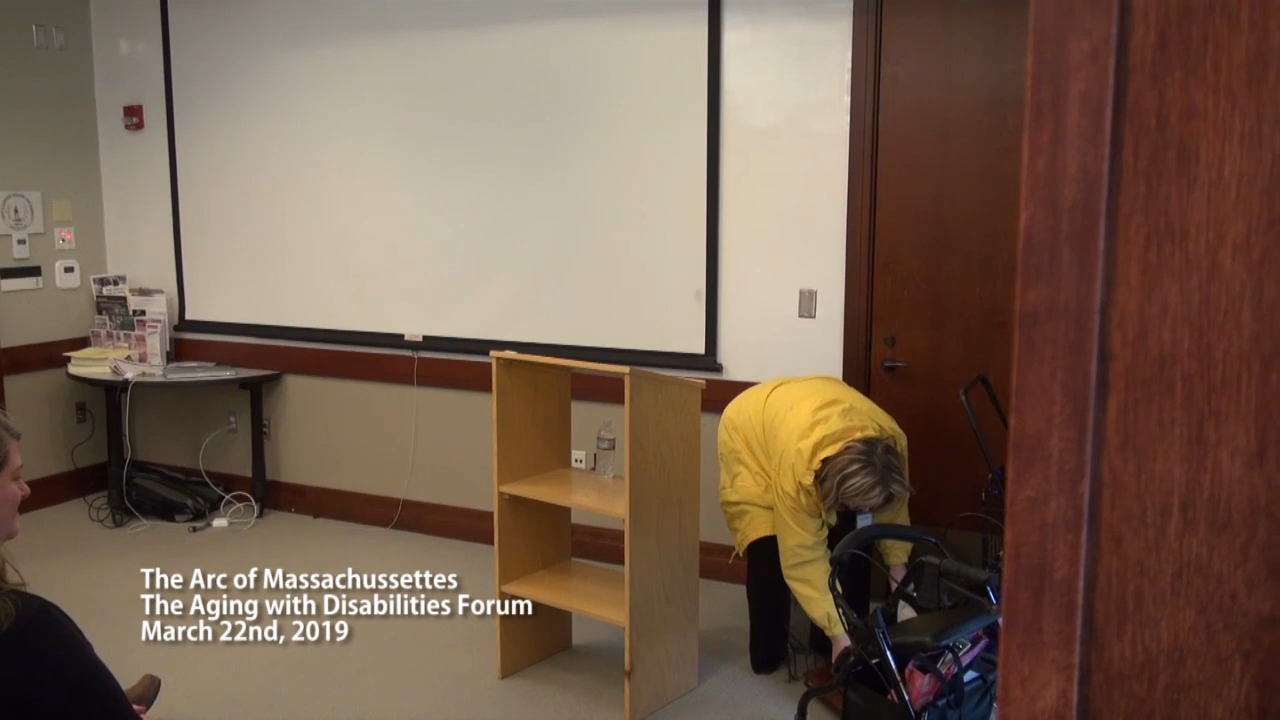 The Arc of Massachussettes
The Aging with Disabilities Forum
March 22nd, 2019